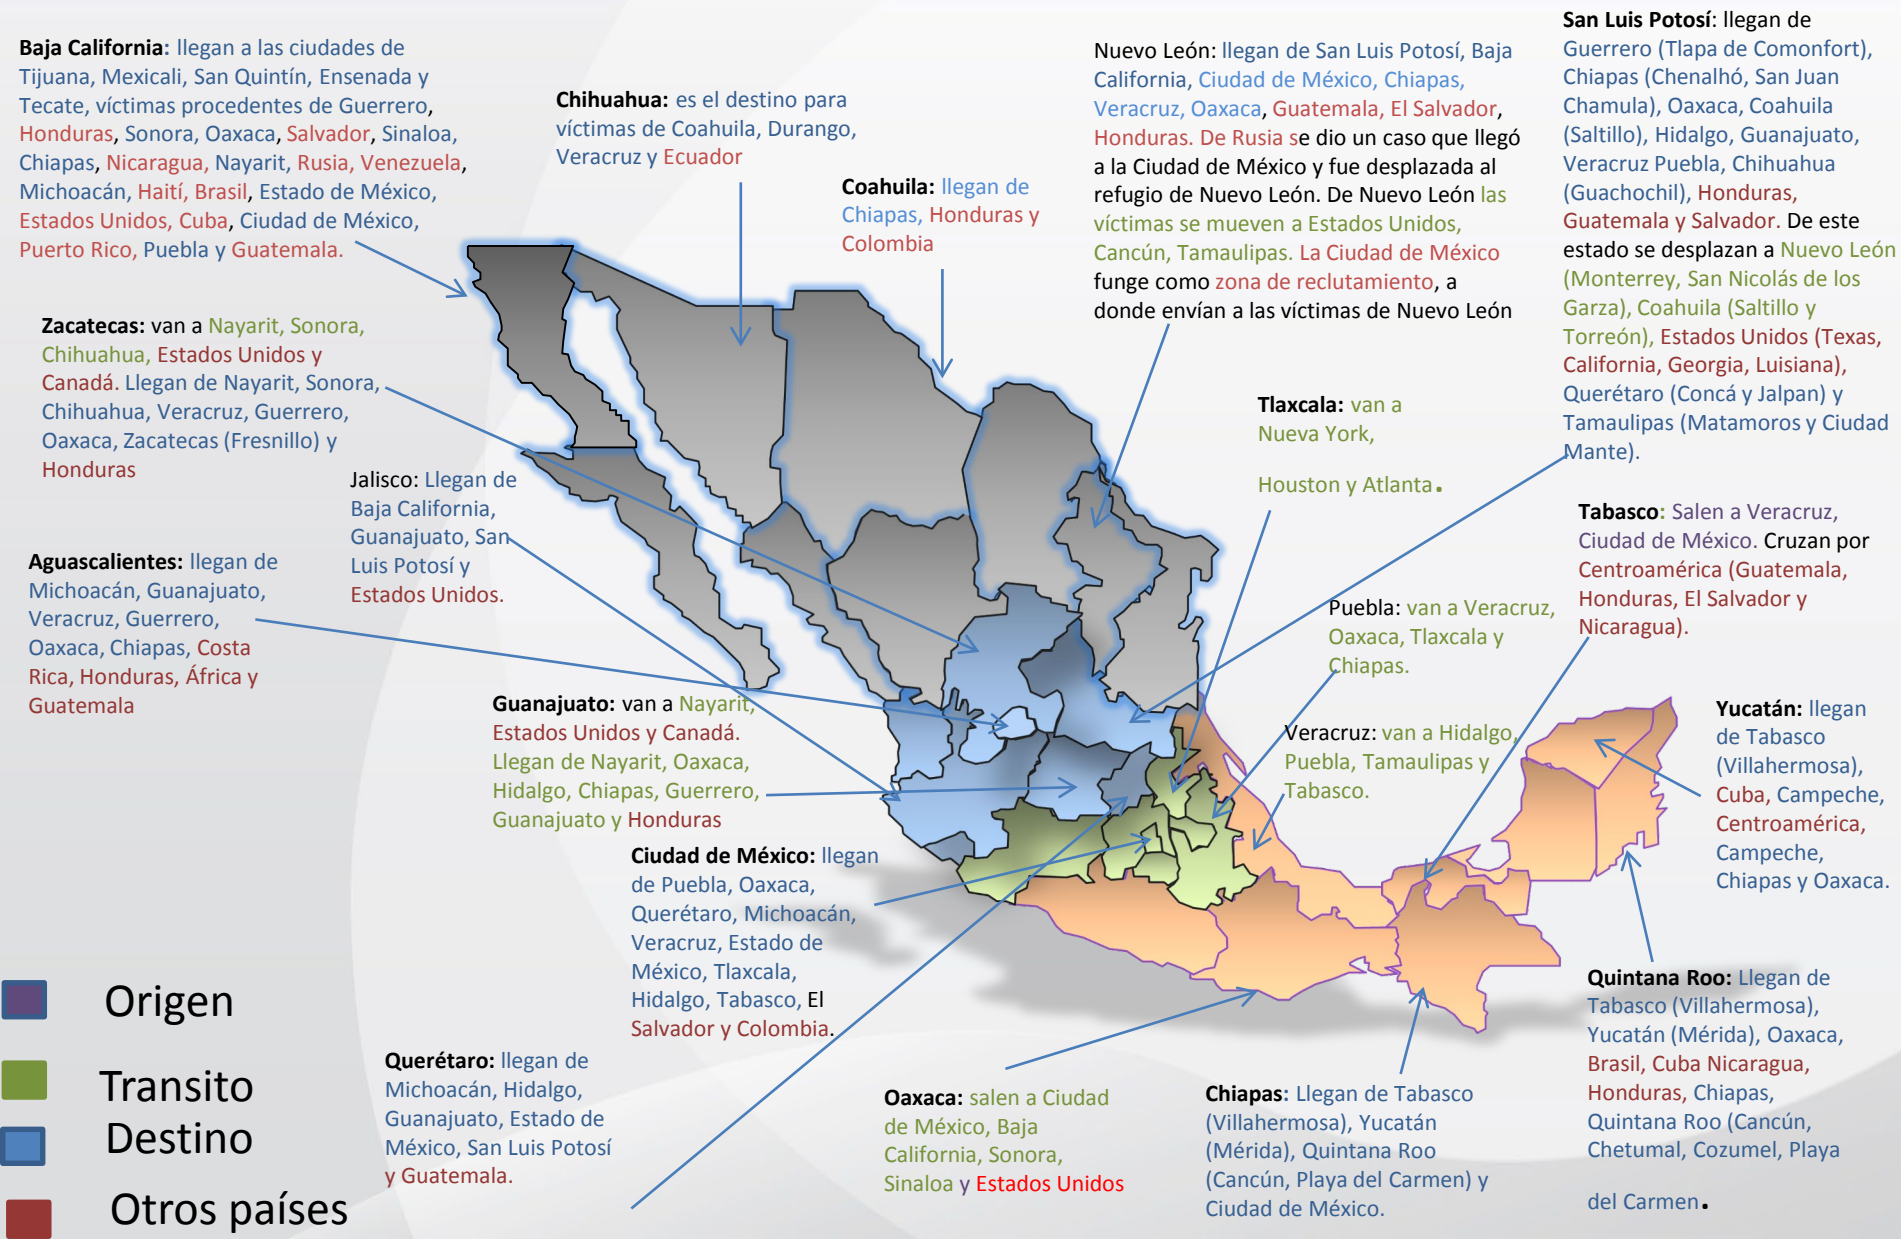 Baja California: llegan a las ciudades de
Tijuana, Mexicali, San Quintín, Ensenada y
Tecate, víctimas procedentes de Guerrero,
Honduras, Sonora, Oaxaca, Salvador, Sinaloa,
Chiapas, Nicaragua, Nayarit, Rusia, Venezuela,
Michoacán, Haití, Brasil, Estado de México,
Estados Unidos, Cuba, Ciudad de México,
Puerto Rico, Puebla y Guatemala.
Chihuahua: es el destino para
víctimas de Coahuila, Durango,
Veracruz y Ecuador
Coahuila: llegan de
Chiapas, Honduras y
Colombia
Nuevo León: llegan de San Luis Potosí, Baja
California, Ciudad de México, Chiapas,
Veracruz, Oaxaca, Guatemala, El Salvador,
Honduras. De Rusia se dio un caso que llegó
a la Ciudad de México y fue desplazada al
refugio de Nuevo León. De Nuevo León las
víctimas se mueven a Estados Unidos,
Cancún, Tamaulipas. La Ciudad de México
funge como zona de reclutamiento, a
donde envían a las víctimas de Nuevo León
San Luis Potosí: llegan de
Guerrero (Tlapa de Comonfort),
Chiapas (Chenalhó, San Juan
Chamula), Oaxaca, Coahuila
(Saltillo), Hidalgo, Guanajuato,
Veracruz Puebla, Chihuahua
(Guachochil), Honduras,
Guatemala y Salvador. De este
estado se desplazan a Nuevo León
(Monterrey, San Nicolás de los
Garza), Coahuila (Saltillo y
Torreón), Estados Unidos (Texas,
California, Georgia, Luisiana),
Querétaro (Concá y Jalpan) y
Tamaulipas (Matamoros y Ciudad
Mante).
Zacatecas: van a Nayarit, Sonora,
Chihuahua, Estados Unidos y
Canadá. Llegan de Nayarit, Sonora,
Chihuahua, Veracruz, Guerrero,
Oaxaca, Zacatecas (Fresnillo) y
Honduras
Jalisco: Llegan de
Baja California,
Guanajuato, San
Luis Potosí y
Estados Unidos.
Tlaxcala: van a
Nueva York,
Houston y Atlanta.
Tabasco: Salen a Veracruz,
Ciudad de México. Cruzan por
Centroamérica (Guatemala,
Honduras, El Salvador y
Nicaragua).
Aguascalientes: llegan de
Michoacán, Guanajuato,
Veracruz, Guerrero,
Oaxaca, Chiapas, Costa
Rica, Honduras, África y
Guatemala
Puebla: van a Veracruz,
Oaxaca, Tlaxcala y
Chiapas.
Guanajuato: van a Nayarit,
Estados Unidos y Canadá.
Llegan de Nayarit, Oaxaca,
Hidalgo, Chiapas, Guerrero,
Guanajuato y Honduras
Veracruz: van a Hidalgo,
Puebla, Tamaulipas y
Tabasco.
Yucatán: llegan
de Tabasco
(Villahermosa),
Cuba, Campeche,
Centroamérica,
Campeche,
Chiapas y Oaxaca.
Ciudad de México: llegan
de Puebla, Oaxaca,
Querétaro, Michoacán,
Veracruz, Estado de
México, Tlaxcala,
Hidalgo, Tabasco, El
Salvador y Colombia.
Quintana Roo: Llegan de
Tabasco (Villahermosa),
Yucatán (Mérida), Oaxaca,
Brasil, Cuba Nicaragua,
Honduras, Chiapas,
Quintana Roo (Cancún,
Chetumal, Cozumel, Playa
del Carmen.
Querétaro: llegan de
Michoacán, Hidalgo,
Guanajuato, Estado de
México, San Luis Potosí
y Guatemala.
Oaxaca: salen a Ciudad
de México, Baja
California, Sonora,
Sinaloa y Estados Unidos
Chiapas: Llegan de Tabasco
(Villahermosa), Yucatán
(Mérida), Quintana Roo
(Cancún, Playa del Carmen) y
Ciudad de México.
Origen
Transito
Destino
Otros países